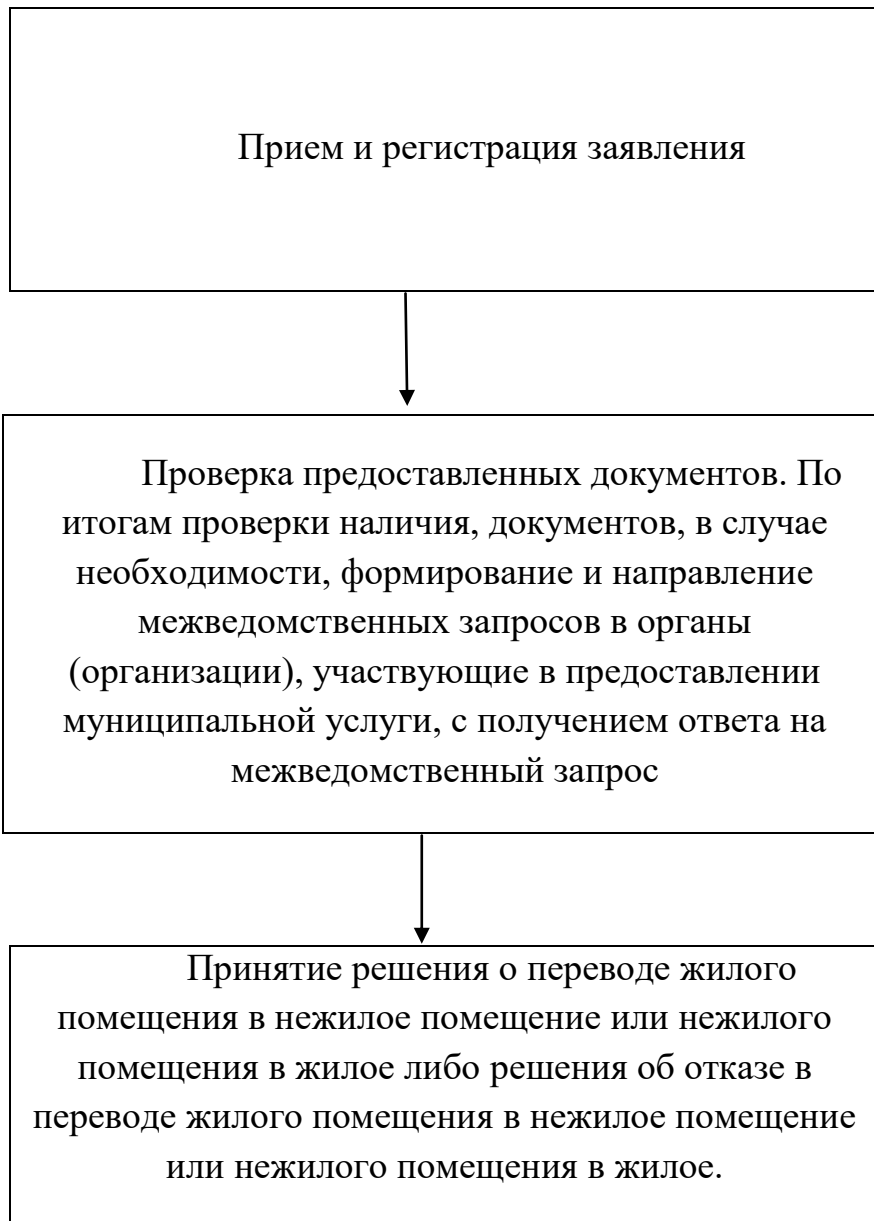 Прием и регистрация заявления
Проверка предоставленных документов. По
итогам проверки наличия, документов, в случае
необходимости, формирование и направление
межведомственных запросов в органы
(организации), участвующие в предоставлении
муниципальной услуги, с получением ответа на
межведомственный запрос
Принятие решения о переводе жилого
помещения в нежилое помещение или нежилого
помещения в жилое либо решения об отказе в
переводе жилого помещения в нежилое помещение
или нежилого помещения в жилое.